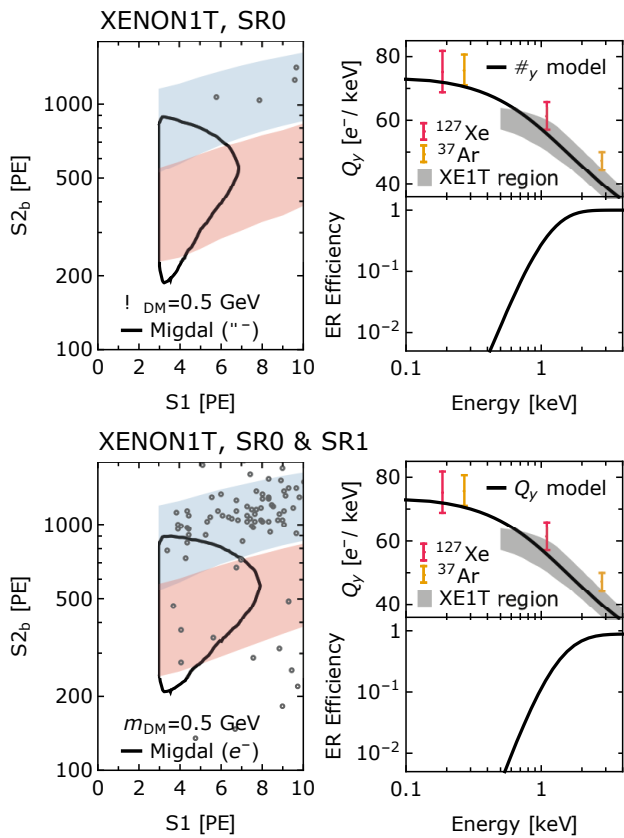 XENON1T, SR0
1000
500
200
100
S2b [PE]
! DM=0.5 GeV
Migdal ("−)
0 2 4 6 8 10
S1 [PE]
80
60
40
Qy [e−/ keV]
#y model
127Xe
37Ar
XE1T region
1
10−1
10−2
ER Efficiency
0.1 1
Energy [keV]
XENON1T, SR0 & SR1
1000
500
200
100
S2b [PE]
mDM=0.5 GeV
Migdal (e−)
0 2 4 6 8 10
S1 [PE]
80
60
40
Qy [e−/ keV]
Qy model
127Xe
37Ar
XE1T region
1
10−1
10−2
ER Efficiency
0.1 1
Energy [keV]